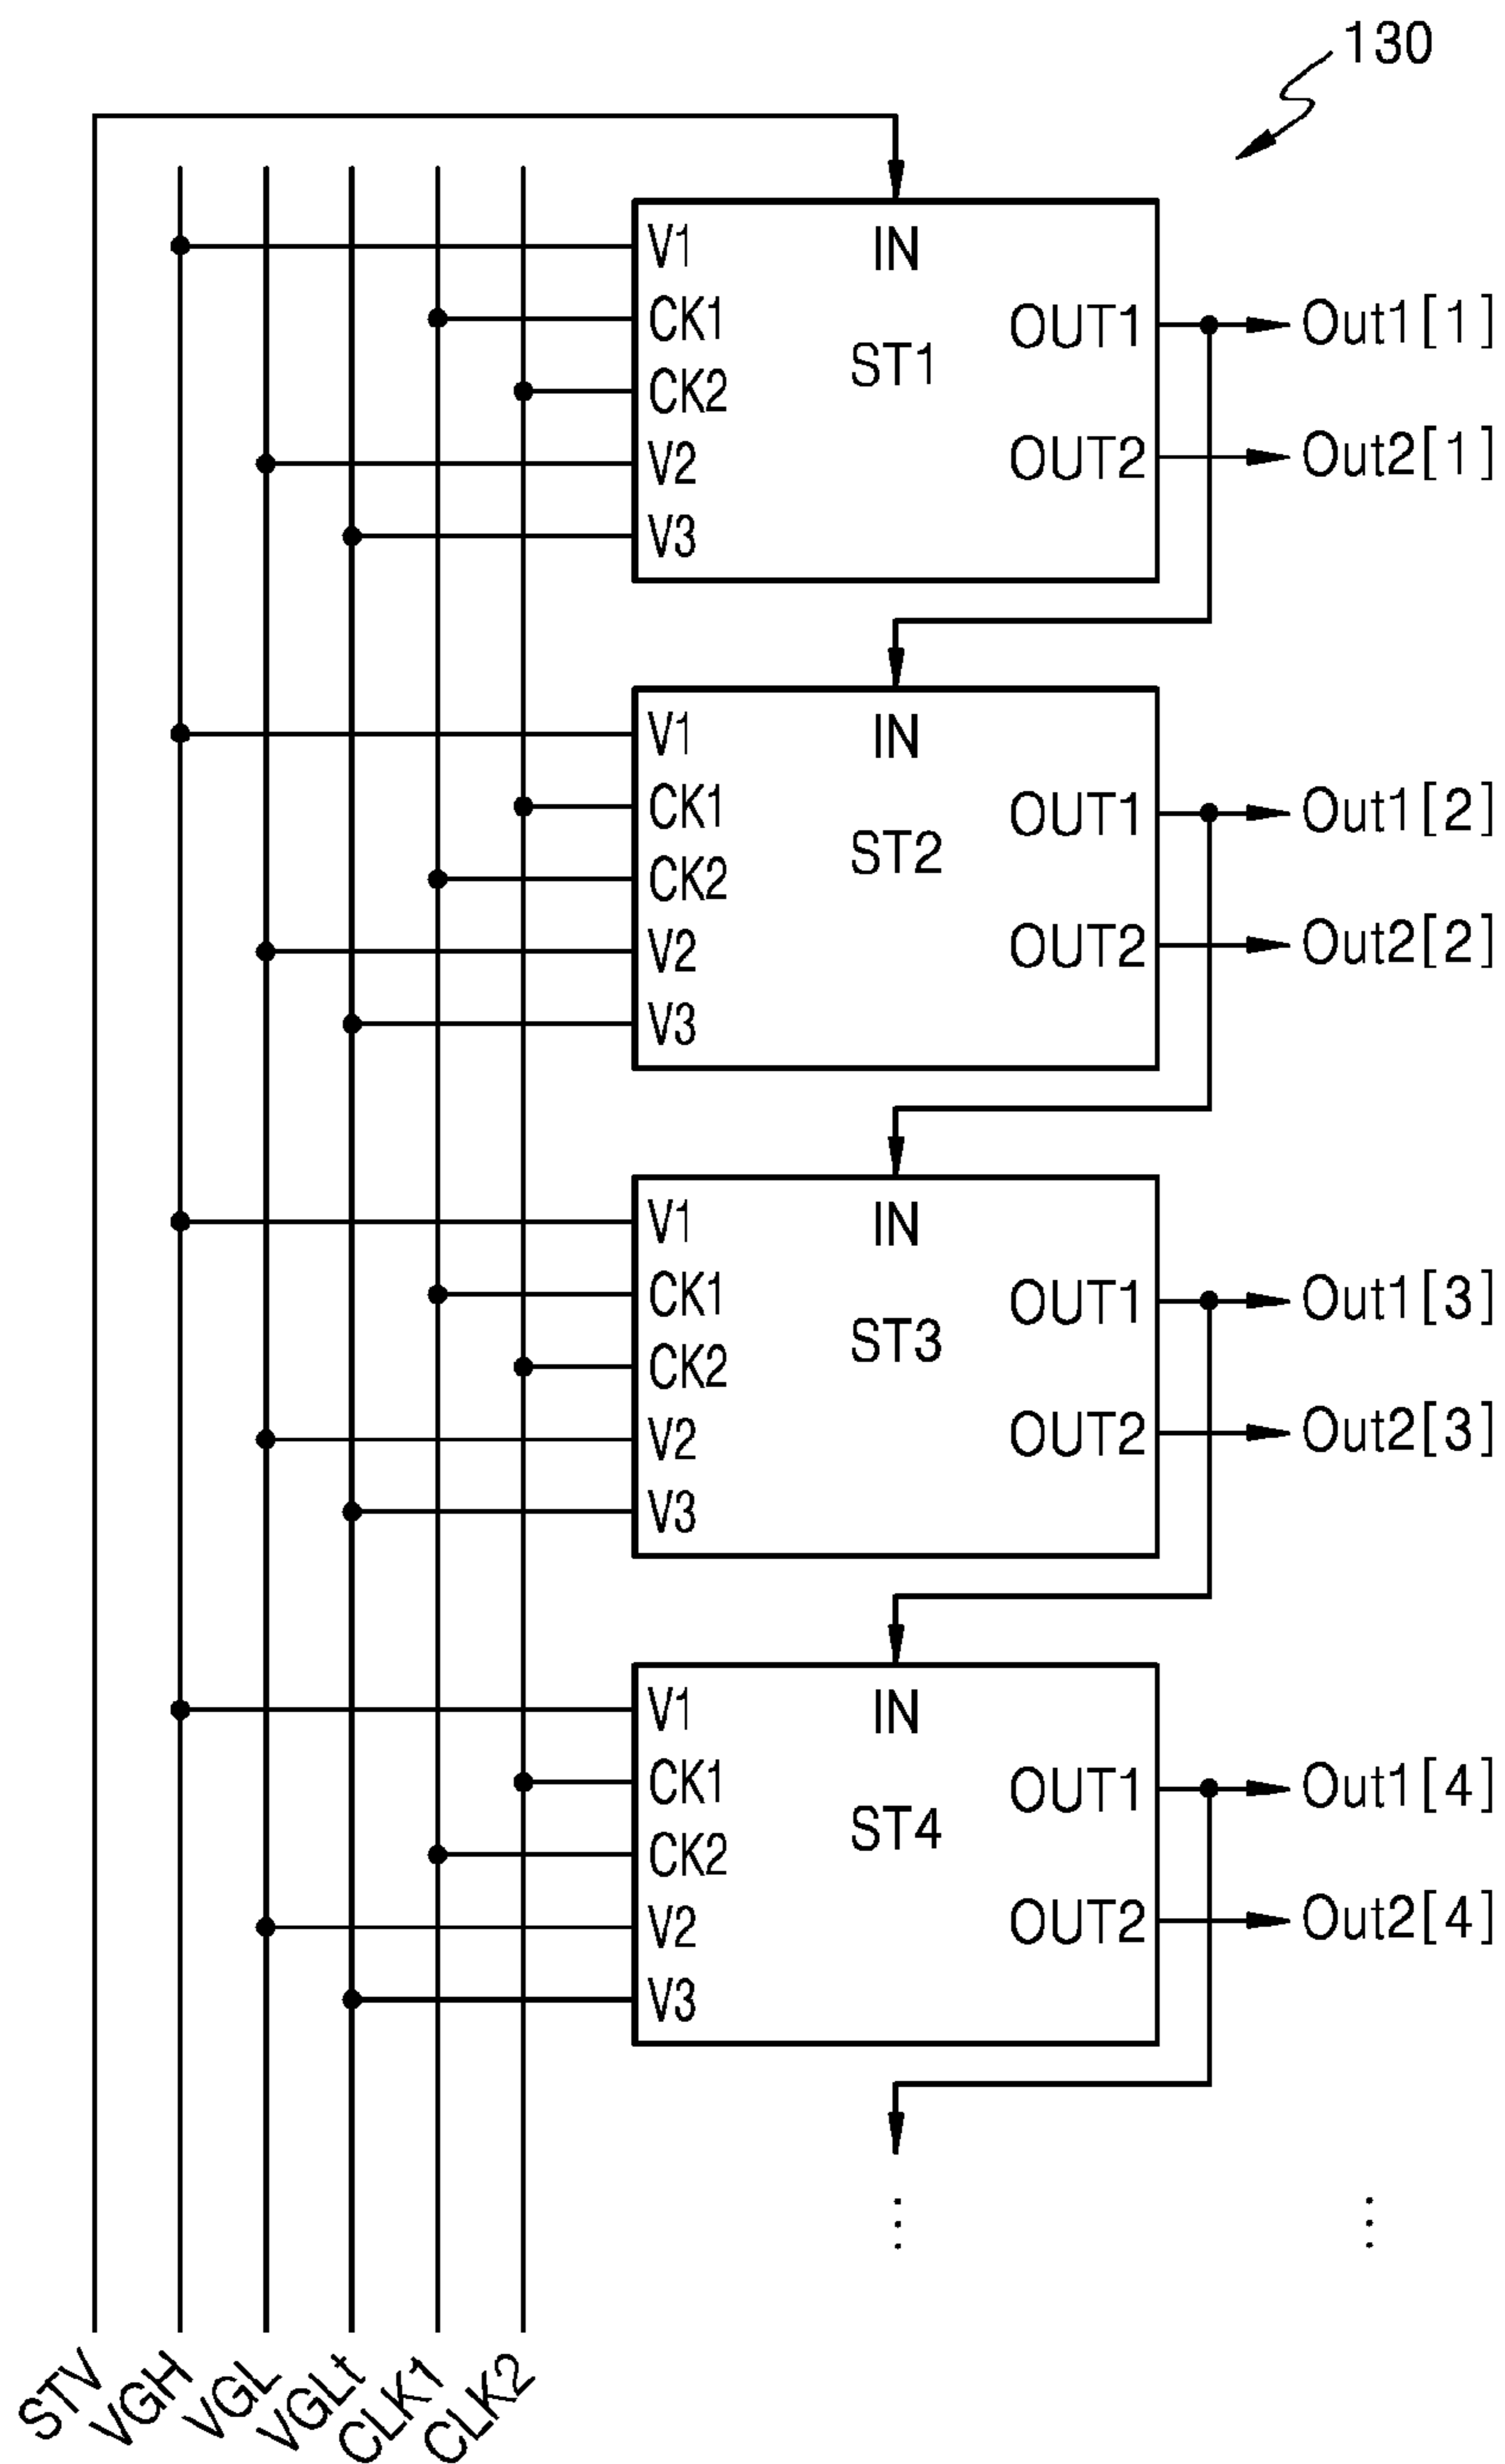 130
V1 IN
CK1 OUT1 Out1[1]
ST1
CK2
V2 OUT2 Out2[1]
V3
V1 IN
CK1 OUT1 Out1[2]
ST2
CK2
V2 OUT2 Out2[2]
V3
V1 IN
CK1 OUT1 Out1[3]
ST3
CK2
V2 OUT2 Out2[3]
V3
V1 IN
CK1 OUT1 Out1[4]
ST4
CK2
V2 OUT2 Out2[4]
V3
STV VGH VGL VGLt CLK1 CLK2